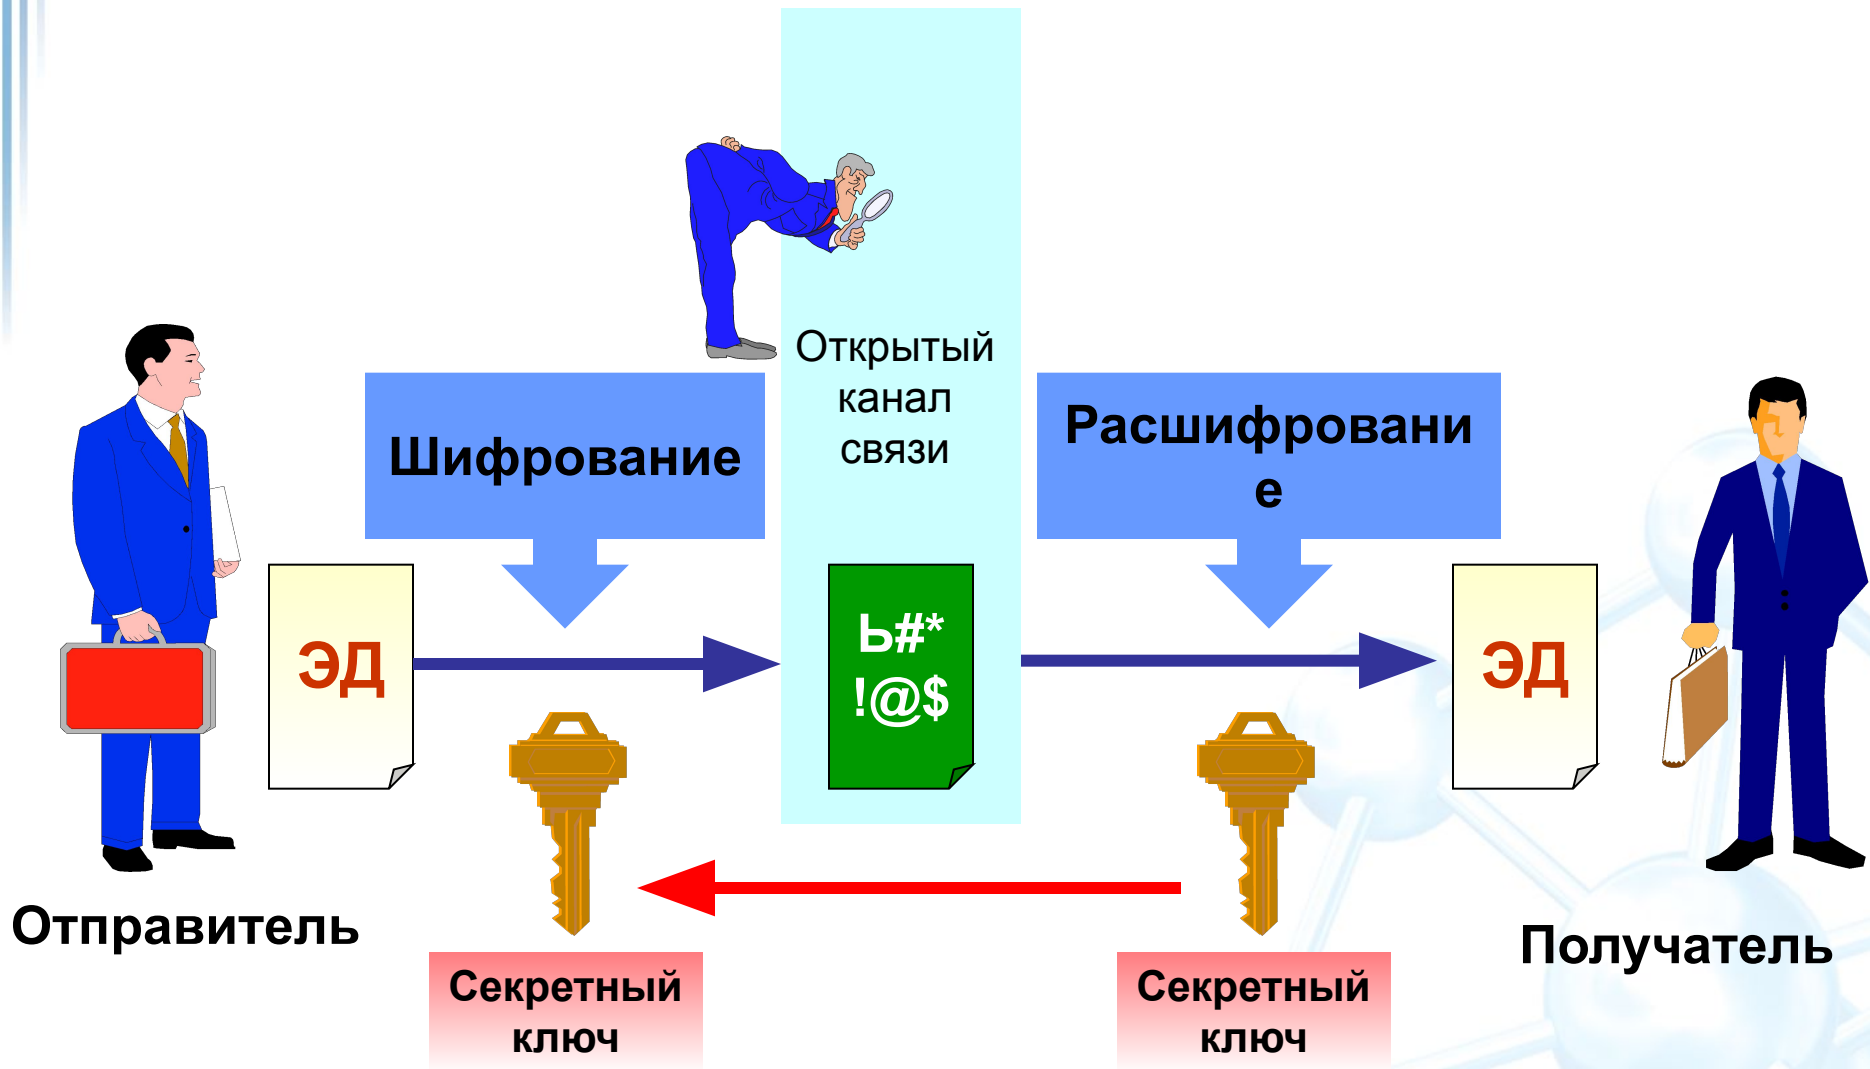 Открытый
канал
связи
Шифрование
Расшифровани
е
ЭД
Ь#*
!@$
ЭД
Отправитель
Получатель
Секретный
ключ
Секретный
ключ